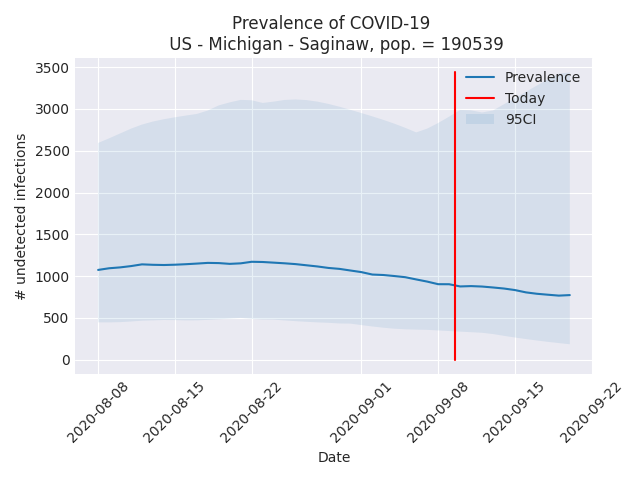 Prevalence of COVID-19
US - Michigan - Saginaw, pop. = 190539
# undetected infections
3500
3000
2500
2000
1500
1000
500
0
Prevalence
Today
95CI
2020-08-08
2020-08-15
2020-08-22
2020-09-01
2020-09-08
2020-09-15
2020-09-22
Date